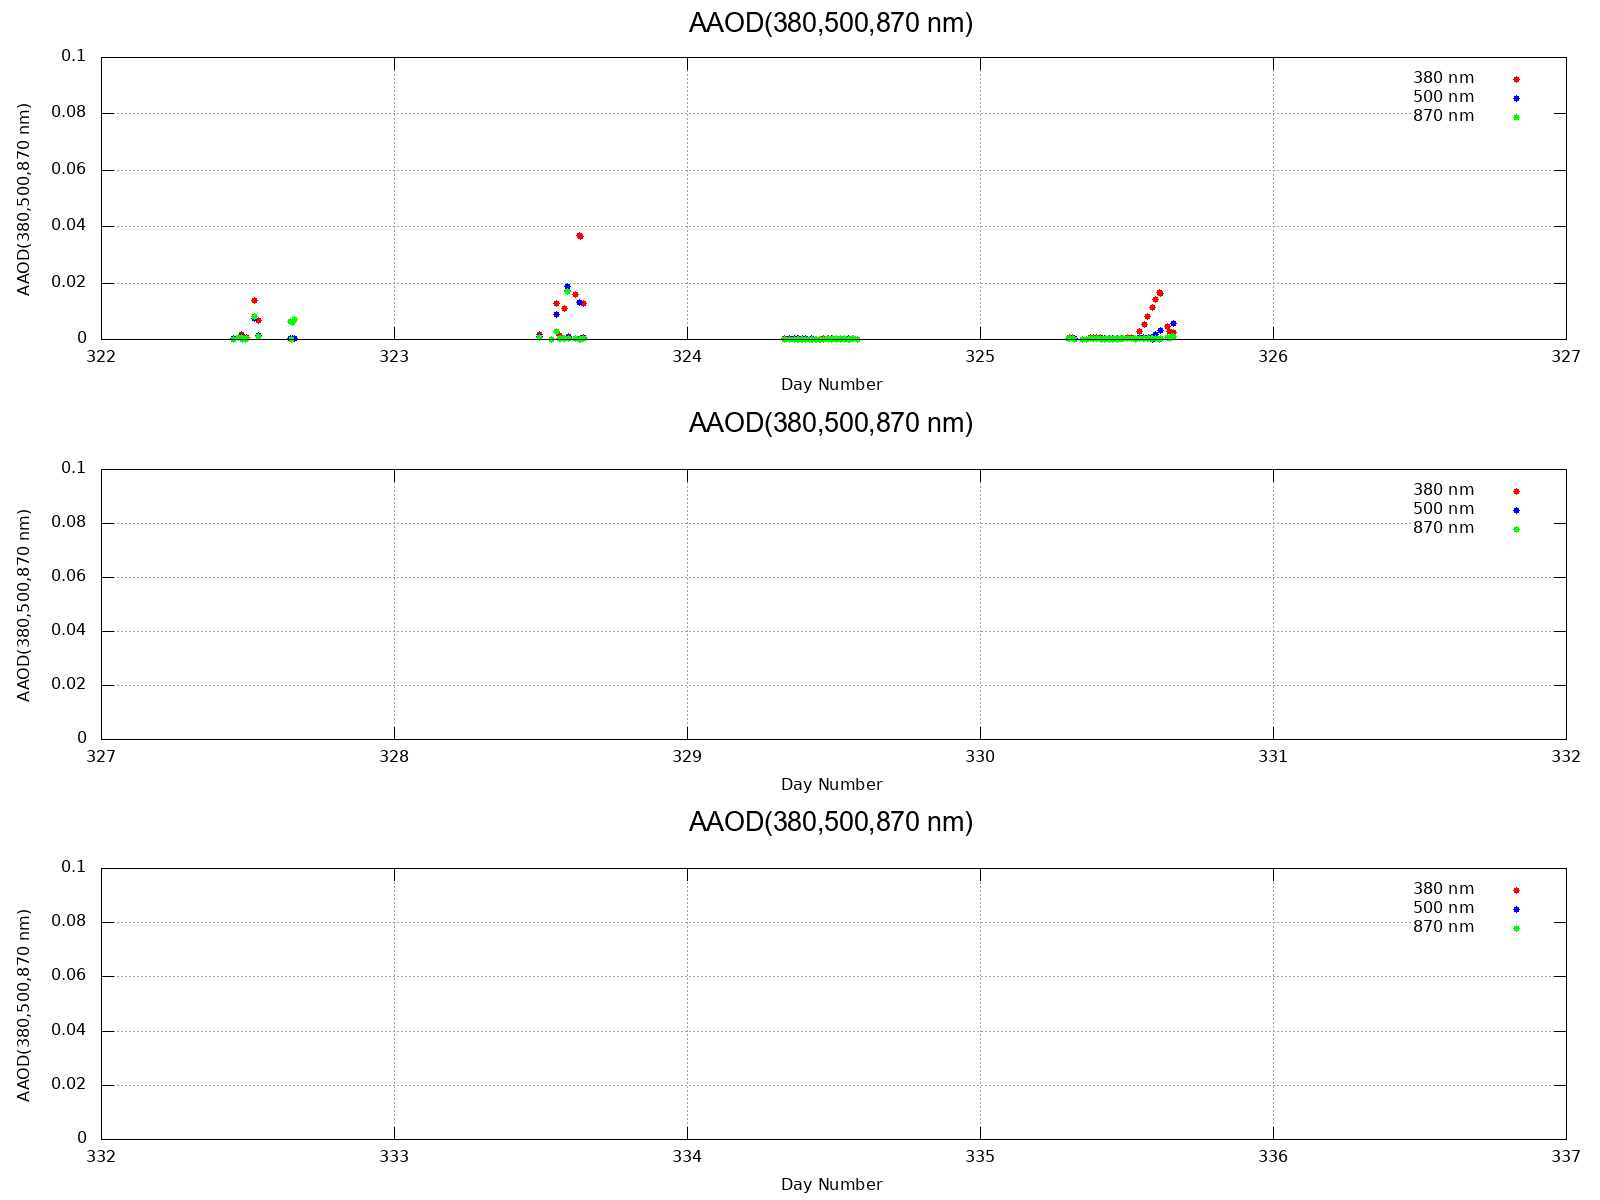 AAOD(380,500,870 nm)
0.1
0.08
0.06
0.04
0.02
0
AAOD(380,500,870 nm)
380 nm
500 nm
870 nm
322 323 324 325 326 327
Day Number
AAOD(380,500,870 nm)
0.1
0.08
0.06
0.04
0.02
0
AAOD(380,500,870 nm)
380 nm
500 nm
870 nm
327 328 329 330 331 332
Day Number
AAOD(380,500,870 nm)
0.1
0.08
0.06
0.04
0.02
0
AAOD(380,500,870 nm)
380 nm
500 nm
870 nm
332 333 334 335 336 337
Day Number